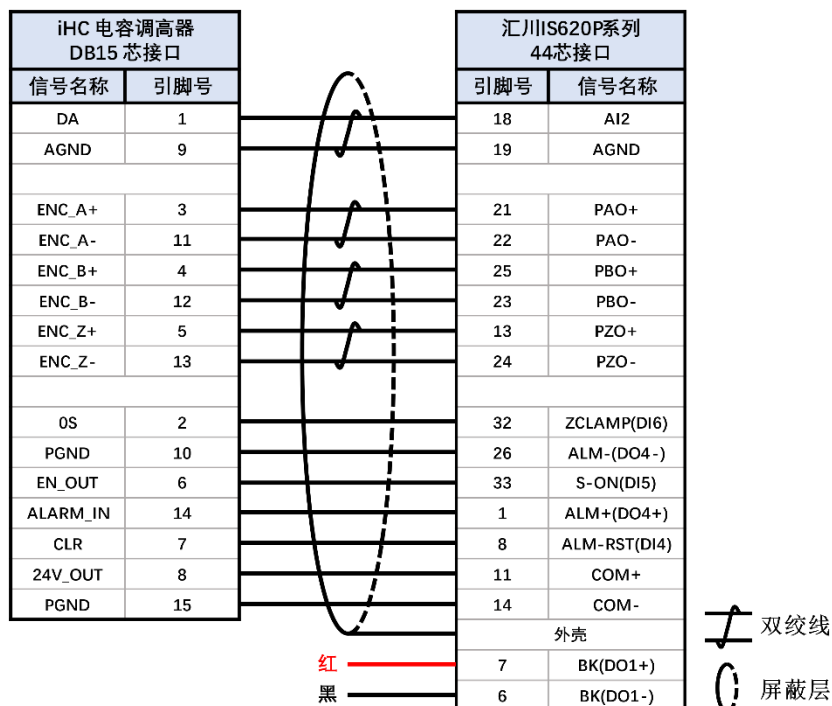 iHC 电容调高器
DB15 芯接口
汇川IS620P系列
44芯接口
信号名称 引脚号 引脚号 信号名称
DA 1 18 AI2
AGND 9 19 AGND
ENC_A+ 3 21 PAO+
ENC_A- 11 22 PAO-
ENC_B+ 4 25 PBO+
ENC_B- 12 23 PBO-
ENC_Z+ 5 13 PZO+
ENC_Z- 13 24 PZO-
0S 2 32 ZCLAMP(DI6)
PGND 10 26 ALM-(DO4-)
EN_OUT 6 33 S-ON(DI5)
ALARM_IN 14 1 ALM+(DO4+)
CLR 7 8 ALM-RST(DI4)
24V_OUT 8 11 COM+
PGND 15 14 COM-
外壳
双绞线
红 7 BK(DO1+)
黑 6 BK(DO1-)
屏蔽层